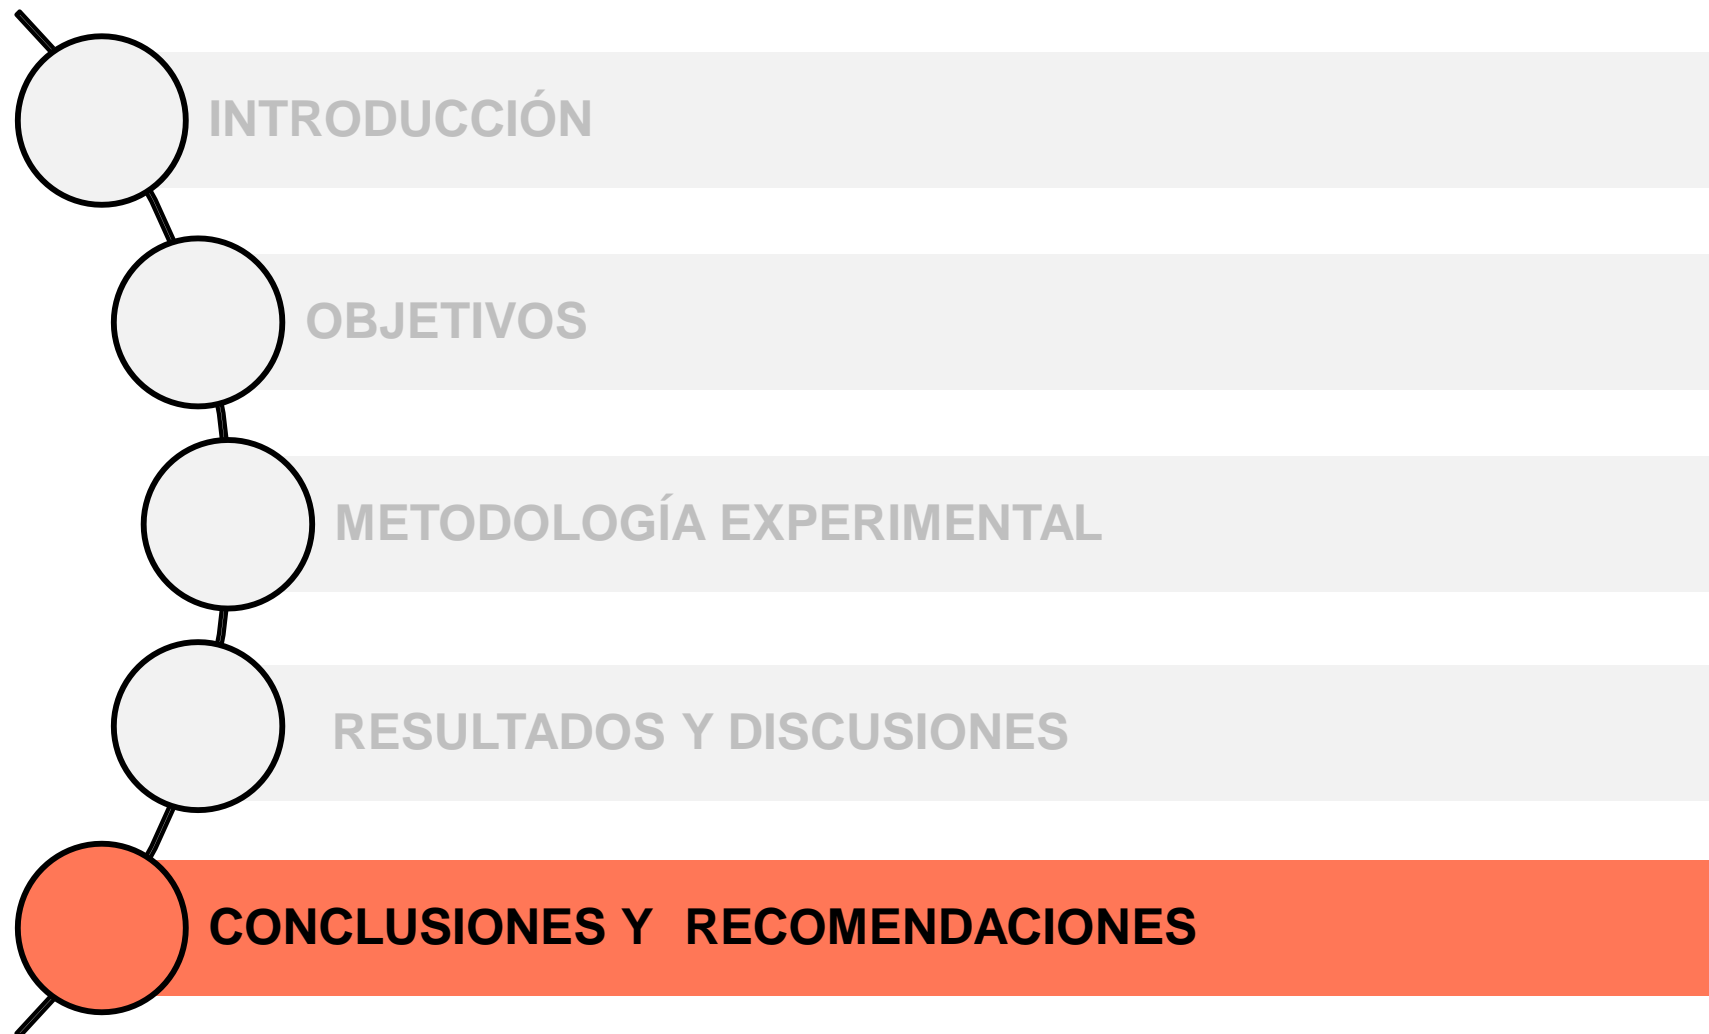 INTRODUCCIÓN
OBJETIVOS
METODOLOGÍA EXPERIMENTAL
RESULTADOS Y DISCUSIONES
CONCLUSIONES Y  RECOMENDACIONES